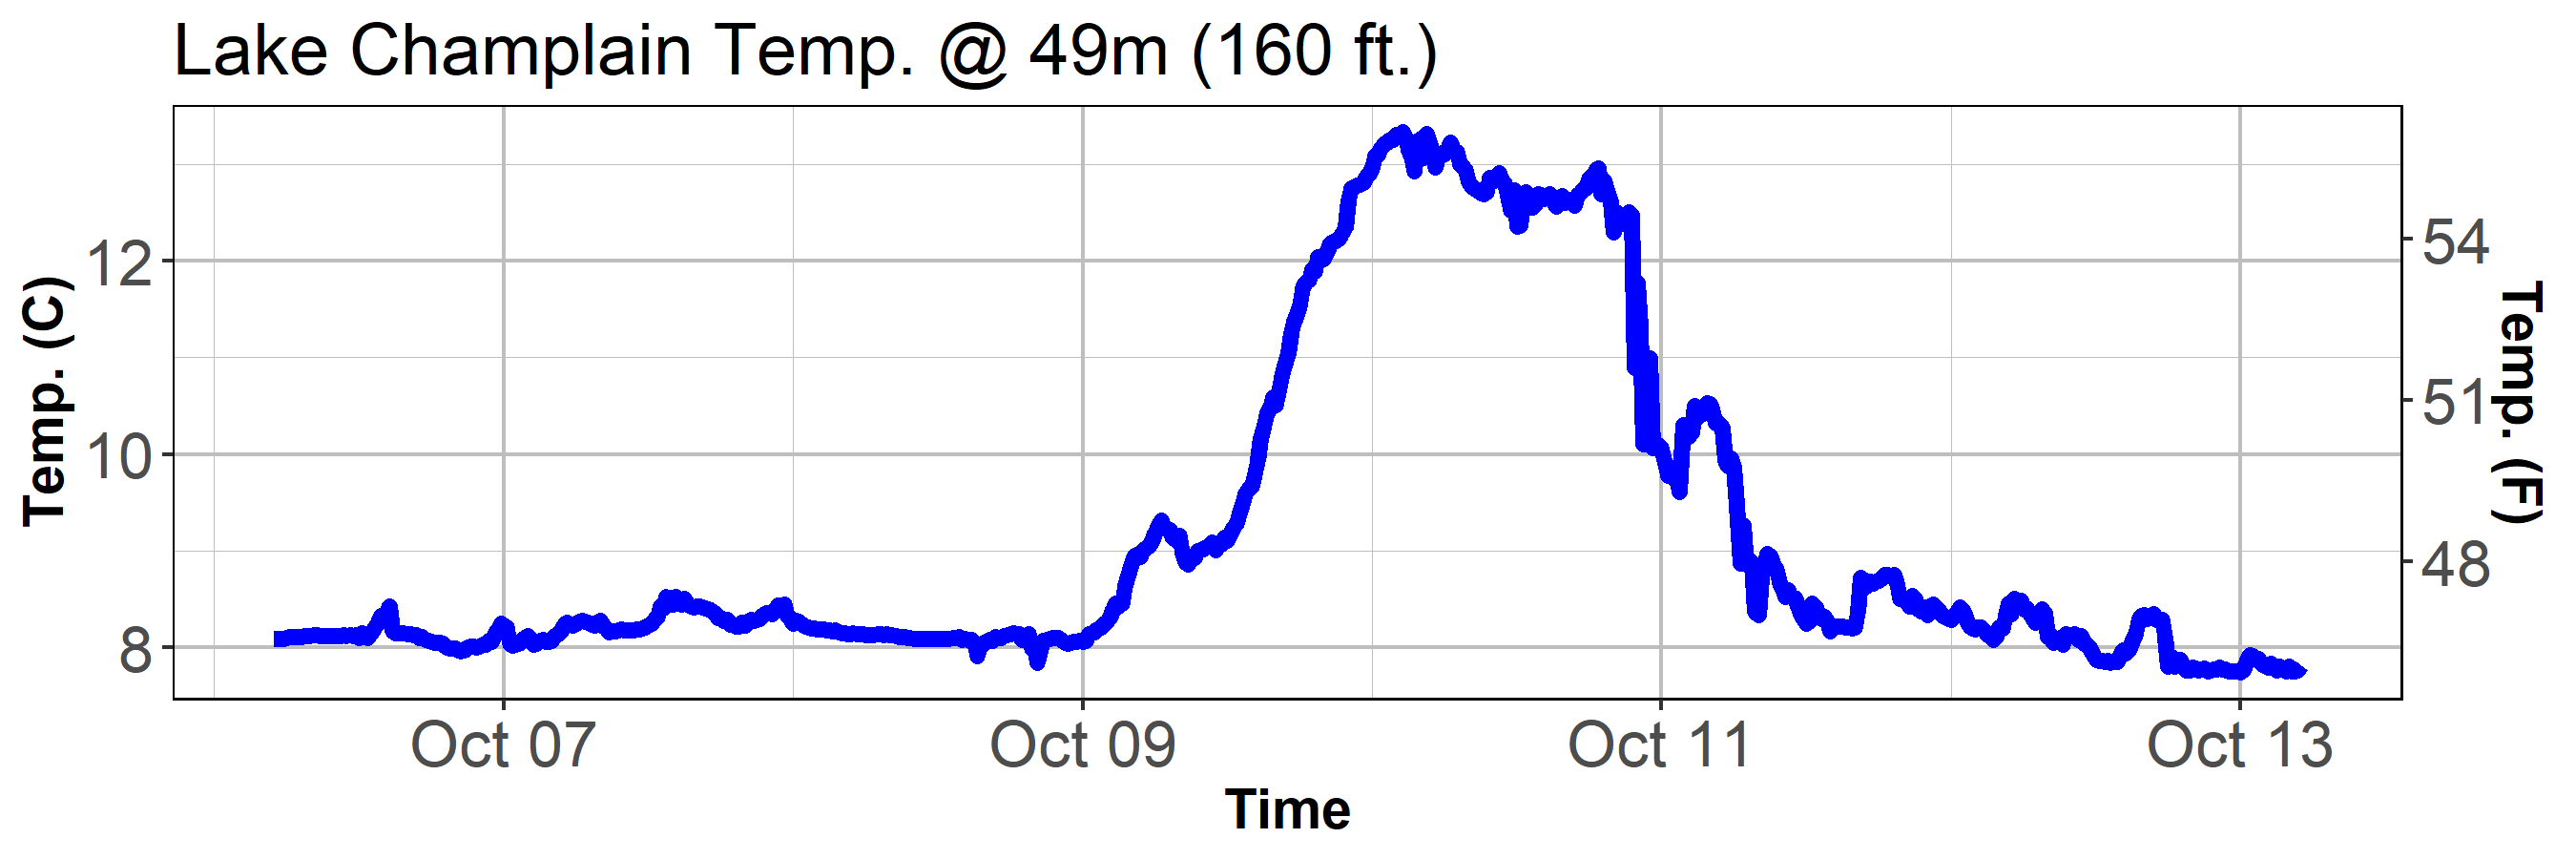 Lake Champlain Temp. @ 49m (160 ft.)
Temp. (C)
12
10
8
54
51
48
Temp. (F)
Oct 07
Oct 09
Oct 11
Oct 13
Time